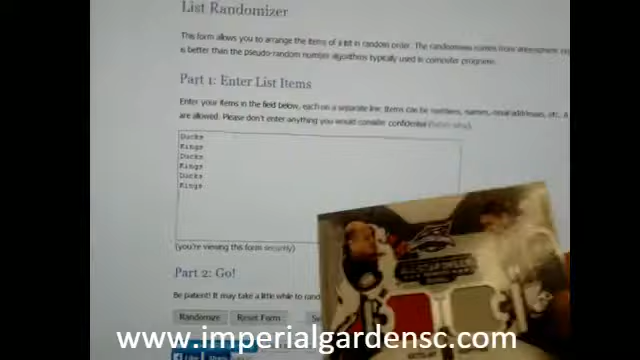 List Randomizer
This form allows you to arrange the items of a list in random order. The randomness comes from atmospheric
is better than the pseudo-random number algorithms typically used in computer programs.
Part 1: Enter List Items
Enter your items in the field below, each on a separate line. Items can be numbers, names, email addresses, etc. A
are allowed. Please don't enter anything you would consider confidential
Ducks
Kings
Ducks
Kings
Ducks
Kings
(you're viewing this form securely)
Part 2: Go!
Be patient! It may take a little while to
Randomize Reset Form
www.imperialgardensc.com
Like Share